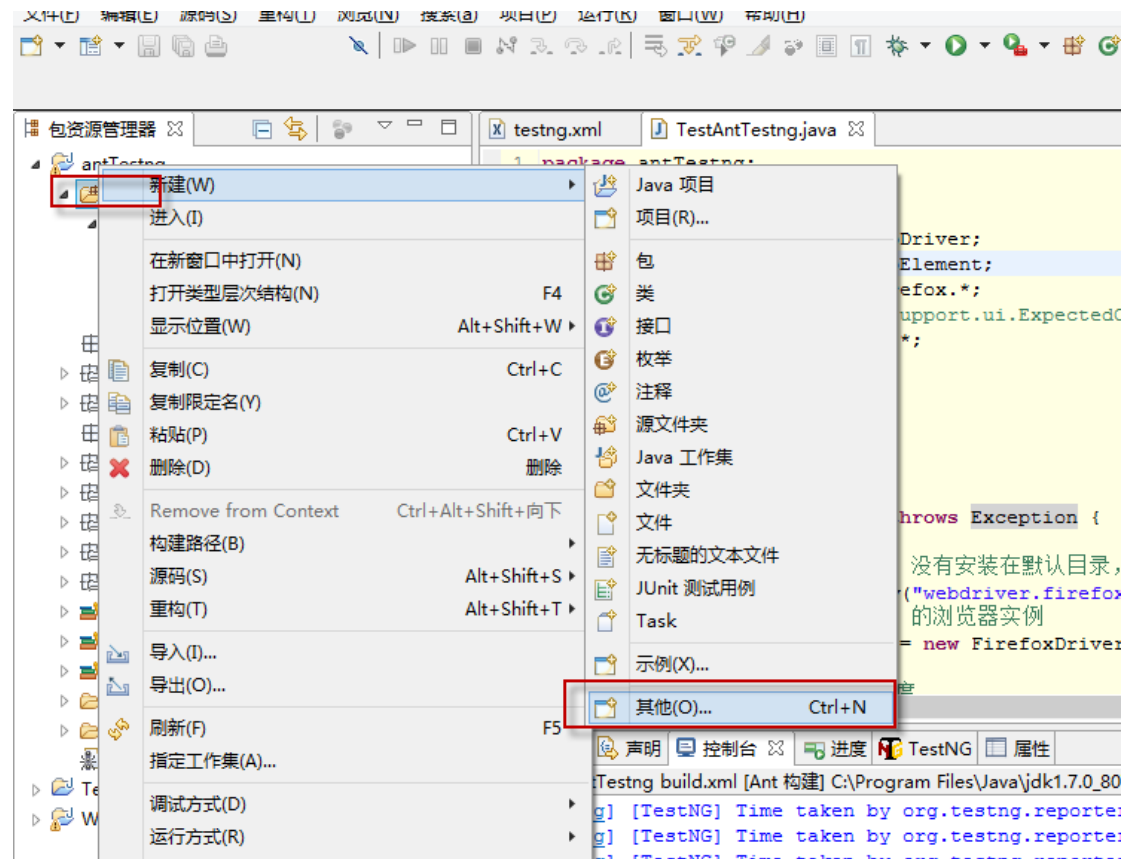 文件(F) 编辑(E) 源码(S) 重构(T) 浏览(N) 搜索(a) 项目(P) 运行(R) 窗口(W) 帮助(H)
包资源管理器
testng.xml
TestAntTestng.java
antTestng
1 package antTestng;
新建(W)
进入(I)
在新窗口中打开(N)
打开类型层次结构(N) F4
显示位置(W) Alt+Shift+W
复制(C) Ctrl+C
复制限定名(Y)
粘贴(P) Ctrl+V
删除(D) 删除
Remove from Context Ctrl+Alt+Shift+向下
构建路径(B)
源码(S) Alt+Shift+S
重构(T) Alt+Shift+T
导入(I)...
导出(O)...
刷新(F) F5
指定工作集(A)...
调试方式(D)
运行方式(R)
Java 项目
项目(R)...
包
类
接口
枚举
注释
源文件夹
Java 工作集
文件夹
文件
无标题的文本文件
JUnit 测试用例
Task
示例(X)...
其他(O)... Ctrl+N
Driver;
Element;
efox.*;
upport.ui.Expected
*;
hrows Exception {
没有安装在默认目录,
("webdriver.firefox
的浏览器实例
= new FirefoxDriver
度
声明 控制台 进度 TestNG 属性
Testng build.xml [Ant 构建] C:\Program Files\Java\jdk1.7.0_80
g] [TestNG] Time taken by org.testng.reporter
g] [TestNG] Time taken by org.testng.reporter
Te
W